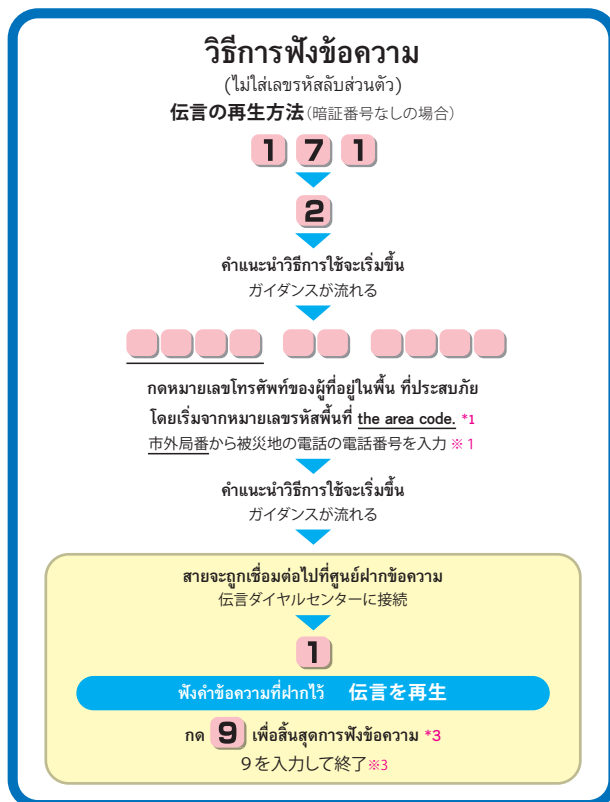 วิธีการฟังข้อความ
(ไม่ใส่เลขรหัสลับส่วนตัว)
伝言の再生方法(暗証番号なしの場合)
1 7 1
2
คำแนะนำวิธีการใช้จะเริ่มขึ้น
ガイダンスが流れる
กดหมายเลขโทรศัพท์ของผู้ที่อยู่ในพื้น ที่ประสบภัย
โดยเริ่มจากหมายเลขรหัสพื้นที่ the area code. *1
市外局番から被災地の電話の電話番号を入力 ※1
คำแนะนำวิธีการใช้จะเริ่มขึ้น
ガイダンスが流れる
สายจะถูกเชื่อมต่อไปที่ศูนย์ฝากข้อความ
伝言ダイヤルセンターに接続
1
ฟังคำข้อความที่ฝากไว้ 伝言を再生
กด 9 เพื่อสิ้นสุดการฟังข้อความ *3
9を入力して終了※3